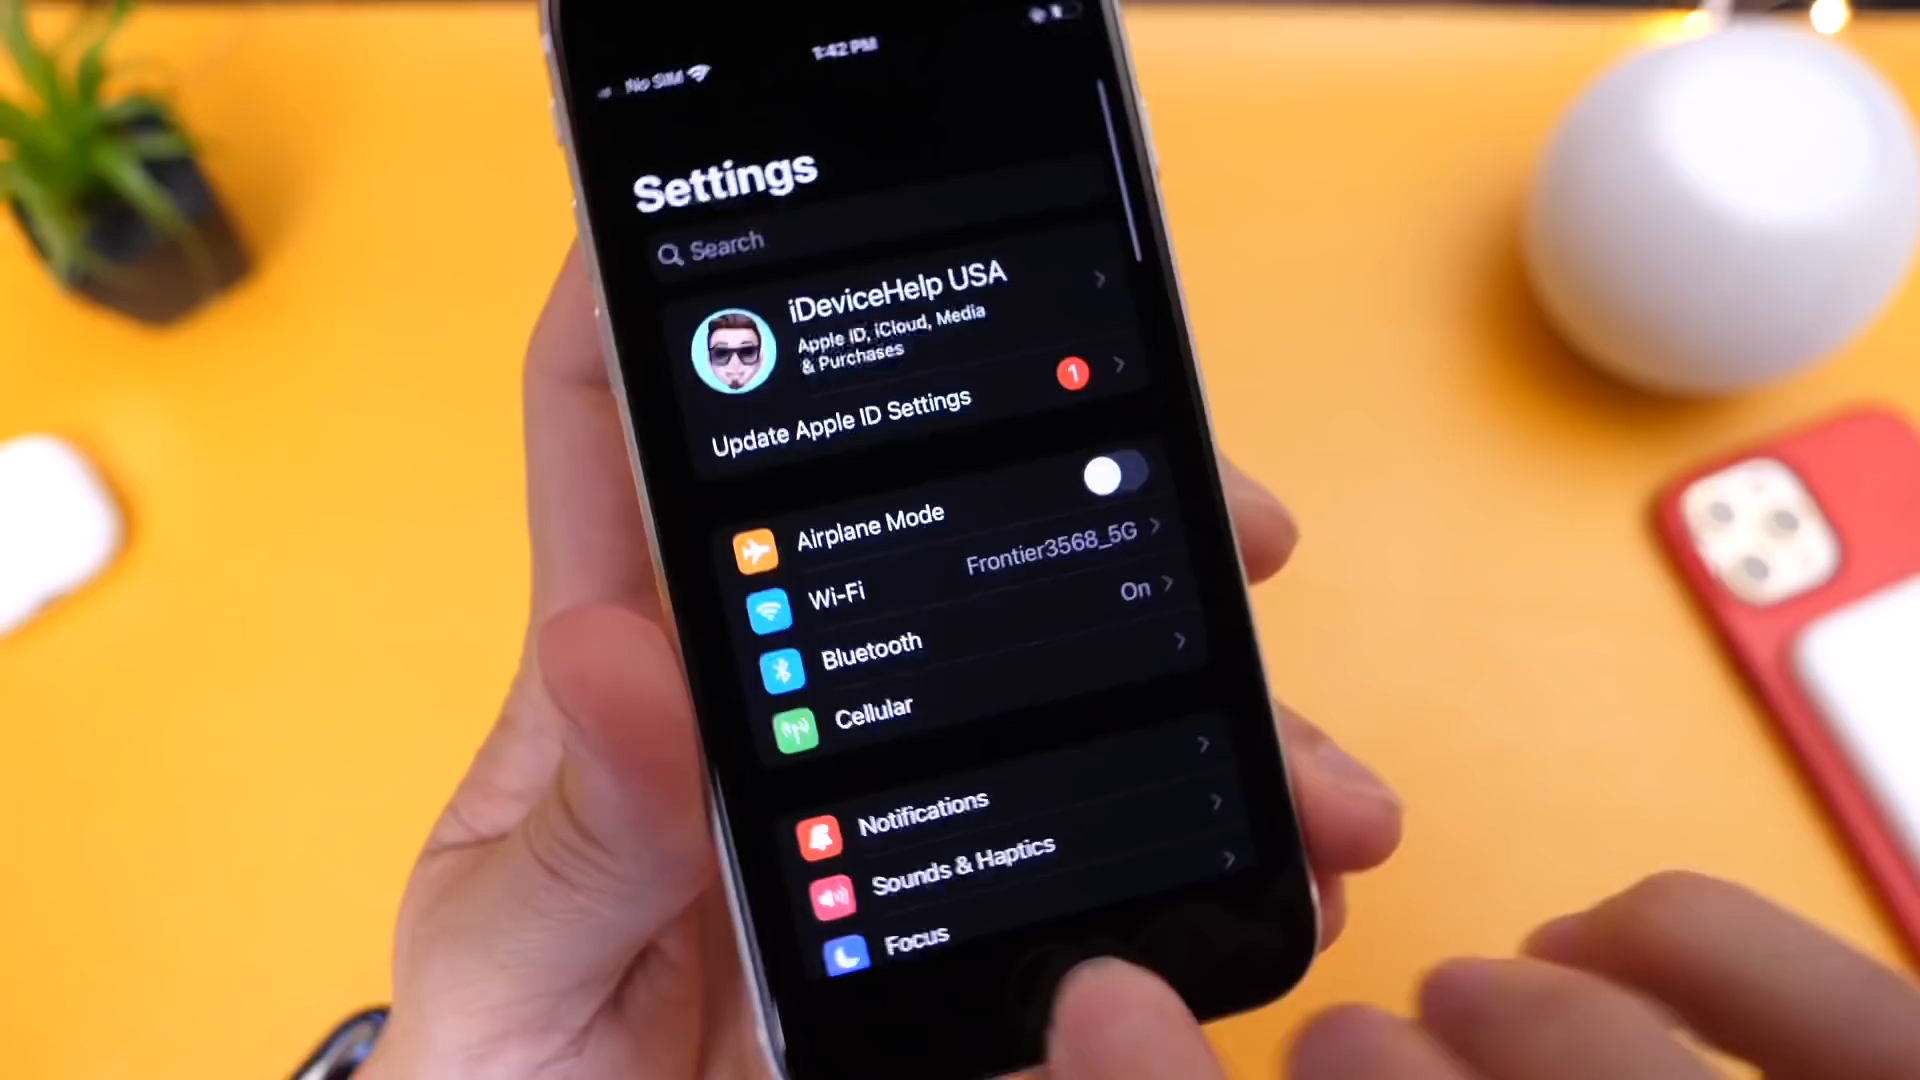 No SIM
1:42 PM
Settings
Search
iDeviceHelp USA
Apple ID, iCloud, Media
& Purchases
Update Apple ID Settings
1
Airplane Mode
Wi-Fi
Frontier3568_5G
Bluetooth
On
Cellular
Notifications
Sounds & Haptics
Focus